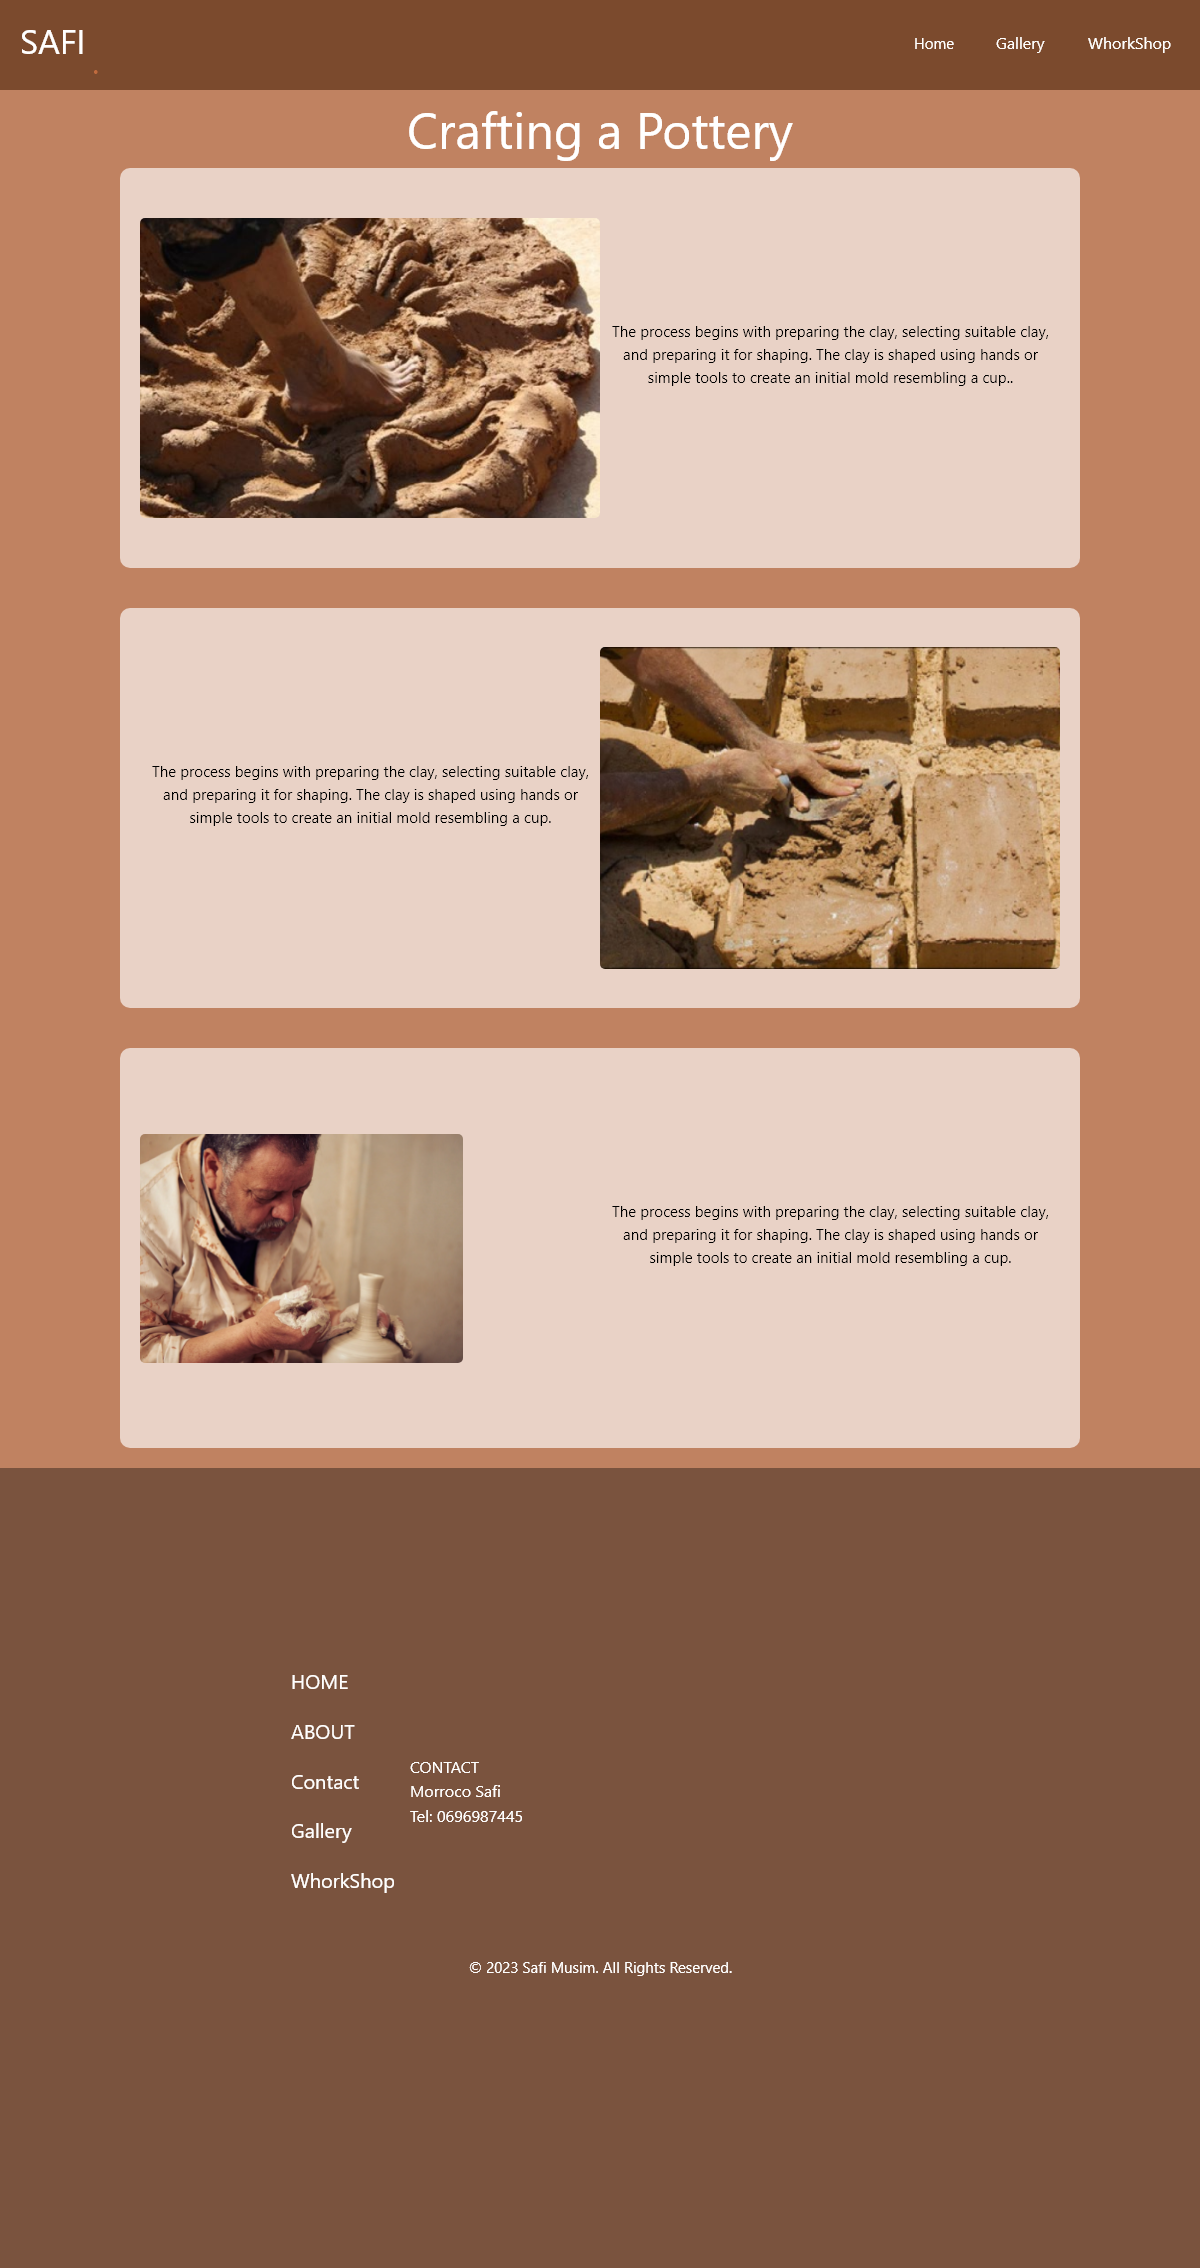 SAFI
Home Gallery WhorkShop
Crafting a Pottery
The process begins with preparing the clay, selecting suitable clay,
and preparing it for shaping. The clay is shaped using hands or
simple tools to create an initial mold resembling a cup..
The process begins with preparing the clay, selecting suitable clay,
and preparing it for shaping. The clay is shaped using hands or
simple tools to create an initial mold resembling a cup.
The process begins with preparing the clay, selecting suitable clay,
and preparing it for shaping. The clay is shaped using hands or
simple tools to create an initial mold resembling a cup.
HOME
ABOUT
Contact
Gallery
WhorkShop
CONTACT
Morroco Safi
Tel: 0696987445
© 2023 Safi Musim. All Rights Reserved.